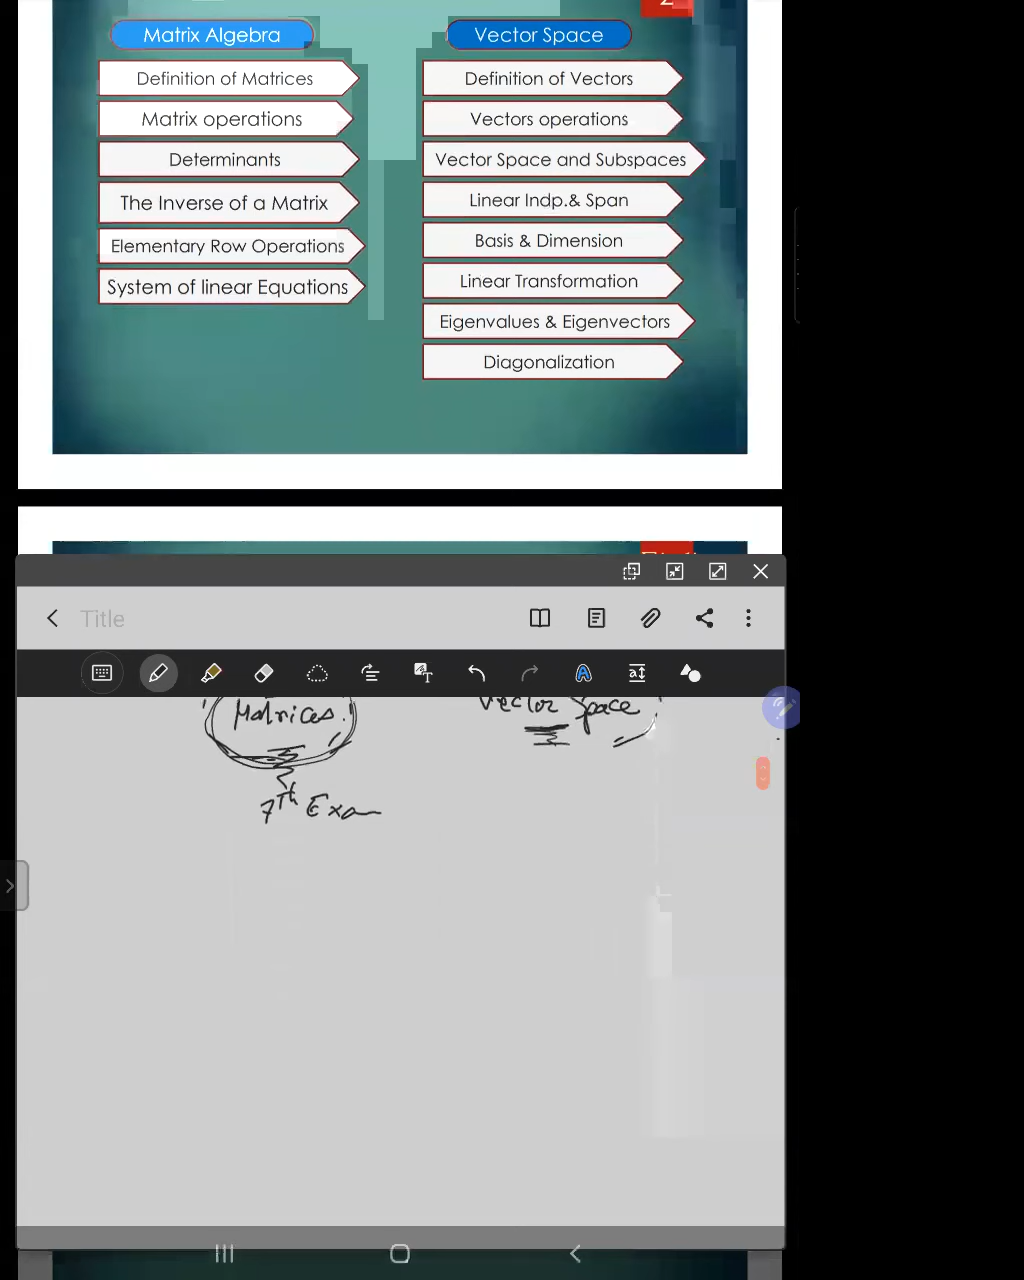 Matrix Algebra
Definition of Matrices
Matrix operations
Determinants
The Inverse of a Matrix
Elementary Row Operations
System of linear Equations
Vector Space
Definition of Vectors
Vectors operations
Vector Space and Subspaces
Linear Indp.& Span
Basis & Dimension
Linear Transformation
Eigenvalues & Eigenvectors
Diagonalization
Title
Matrices.
Vector Space
7Th Exam